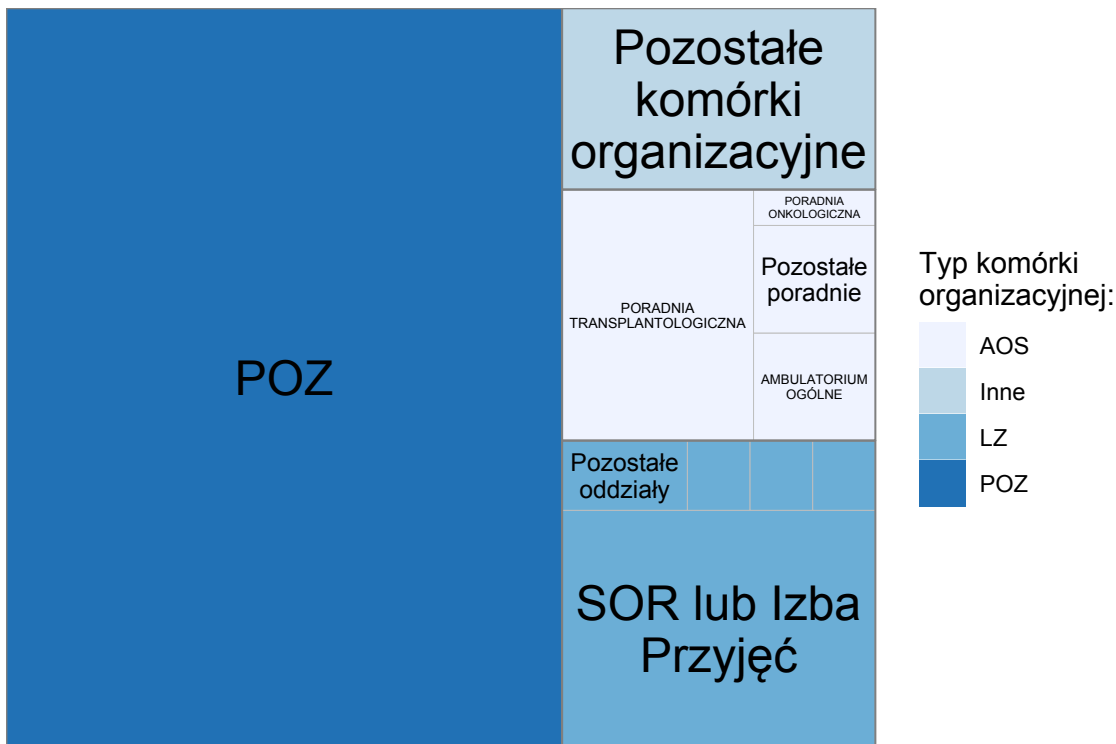 POZ
Pozostałe
komórki
organizacyjne
PORADNIA
TRANSPLANTOLOGICZNA
PORADNIA
ONKOLOGICZNA
Pozostałe
poradnie
AMBULATORIUM
OGÓLNE
Pozostałe
oddziały
SOR lub Izba
Przyjęć
Typ komórki
organizacyjnej:
AOS
Inne
LZ
POZ